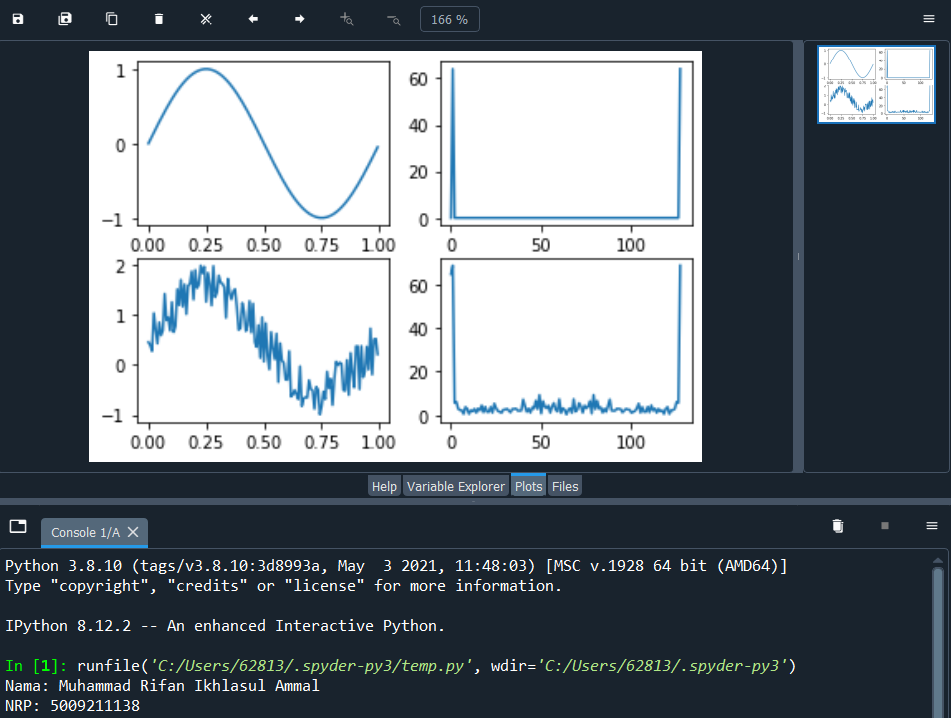 166 %
1
0
−1
0.00 0.25 0.50 0.75 1.00
60
40
20
0
0 50 100
2
1
0
−1
0.00 0.25 0.50 0.75 1.00
60
40
20
0
0 50 100
Help Variable Explorer Plots Files
Console 1/A
Python 3.8.10 (tags/v3.8.10:3d8993a, May  3 2021, 11:48:03) [MSC v.1928 64 bit (AMD64)]
Type "copyright", "credits" or "license" for more information.
IPython 8.12.2 -- An enhanced Interactive Python.
In [1]: runfile('C:/Users/62813/.spyder-py3/temp.py', wdir='C:/Users/62813/.spyder-py3')
Nama: Muhammad Rifan Ikhlasul Ammal
NRP: 5009211138